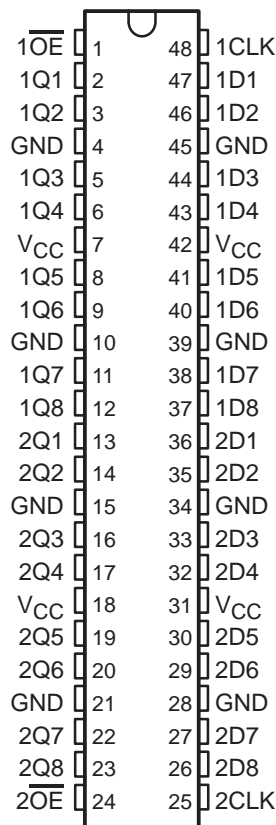 1O̅E̅ 1 48 1CLK
1Q1 2 47 1D1
1Q2 3 46 1D2
GND 4 45 GND
1Q3 5 44 1D3
1Q4 6 43 1D4
VCC 7 42 VCC
1Q5 8 41 1D5
1Q6 9 40 1D6
GND 10 39 GND
1Q7 11 38 1D7
1Q8 12 37 1D8
2Q1 13 36 2D1
2Q2 14 35 2D2
GND 15 34 GND
2Q3 16 33 2D3
2Q4 17 32 2D4
VCC 18 31 VCC
2Q5 19 30 2D5
2Q6 20 29 2D6
GND 21 28 GND
2Q7 22 27 2D7
2Q8 23 26 2D8
2O̅E̅ 24 25 2CLK